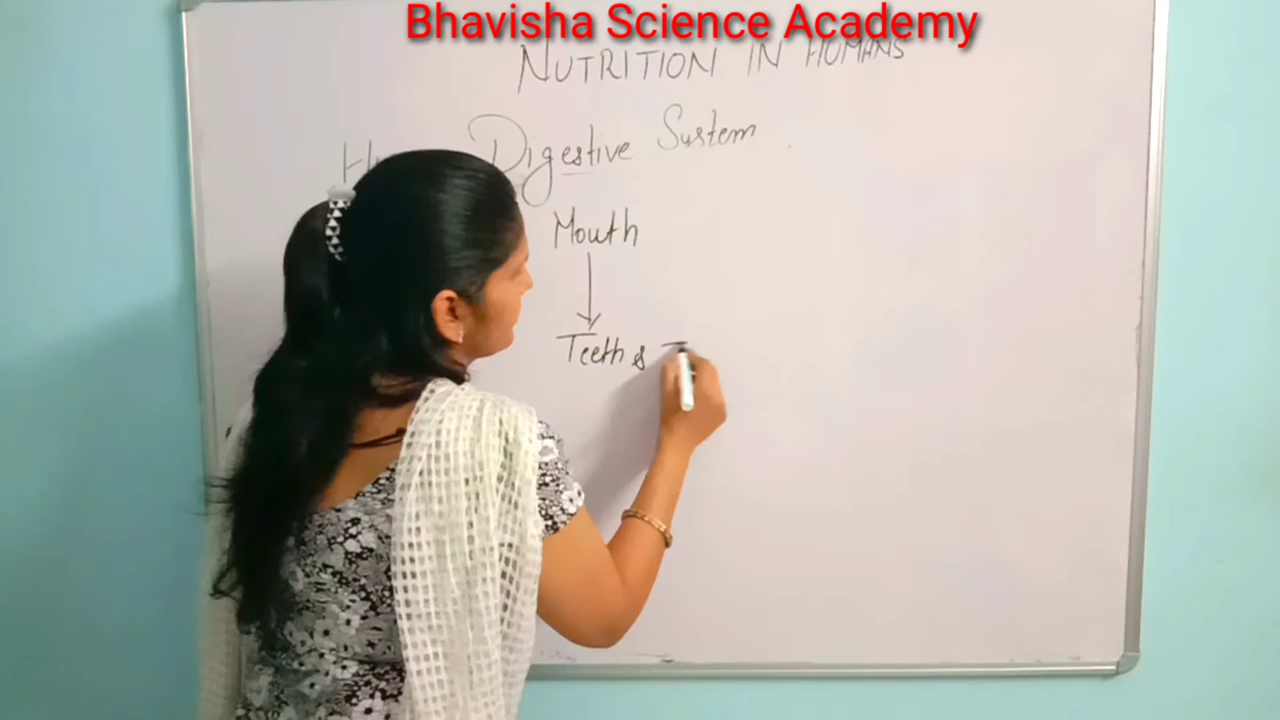 Bhavisha Science Academy
NUTRITION IN HUMANS
Digestive System
Mouth
Teeth &